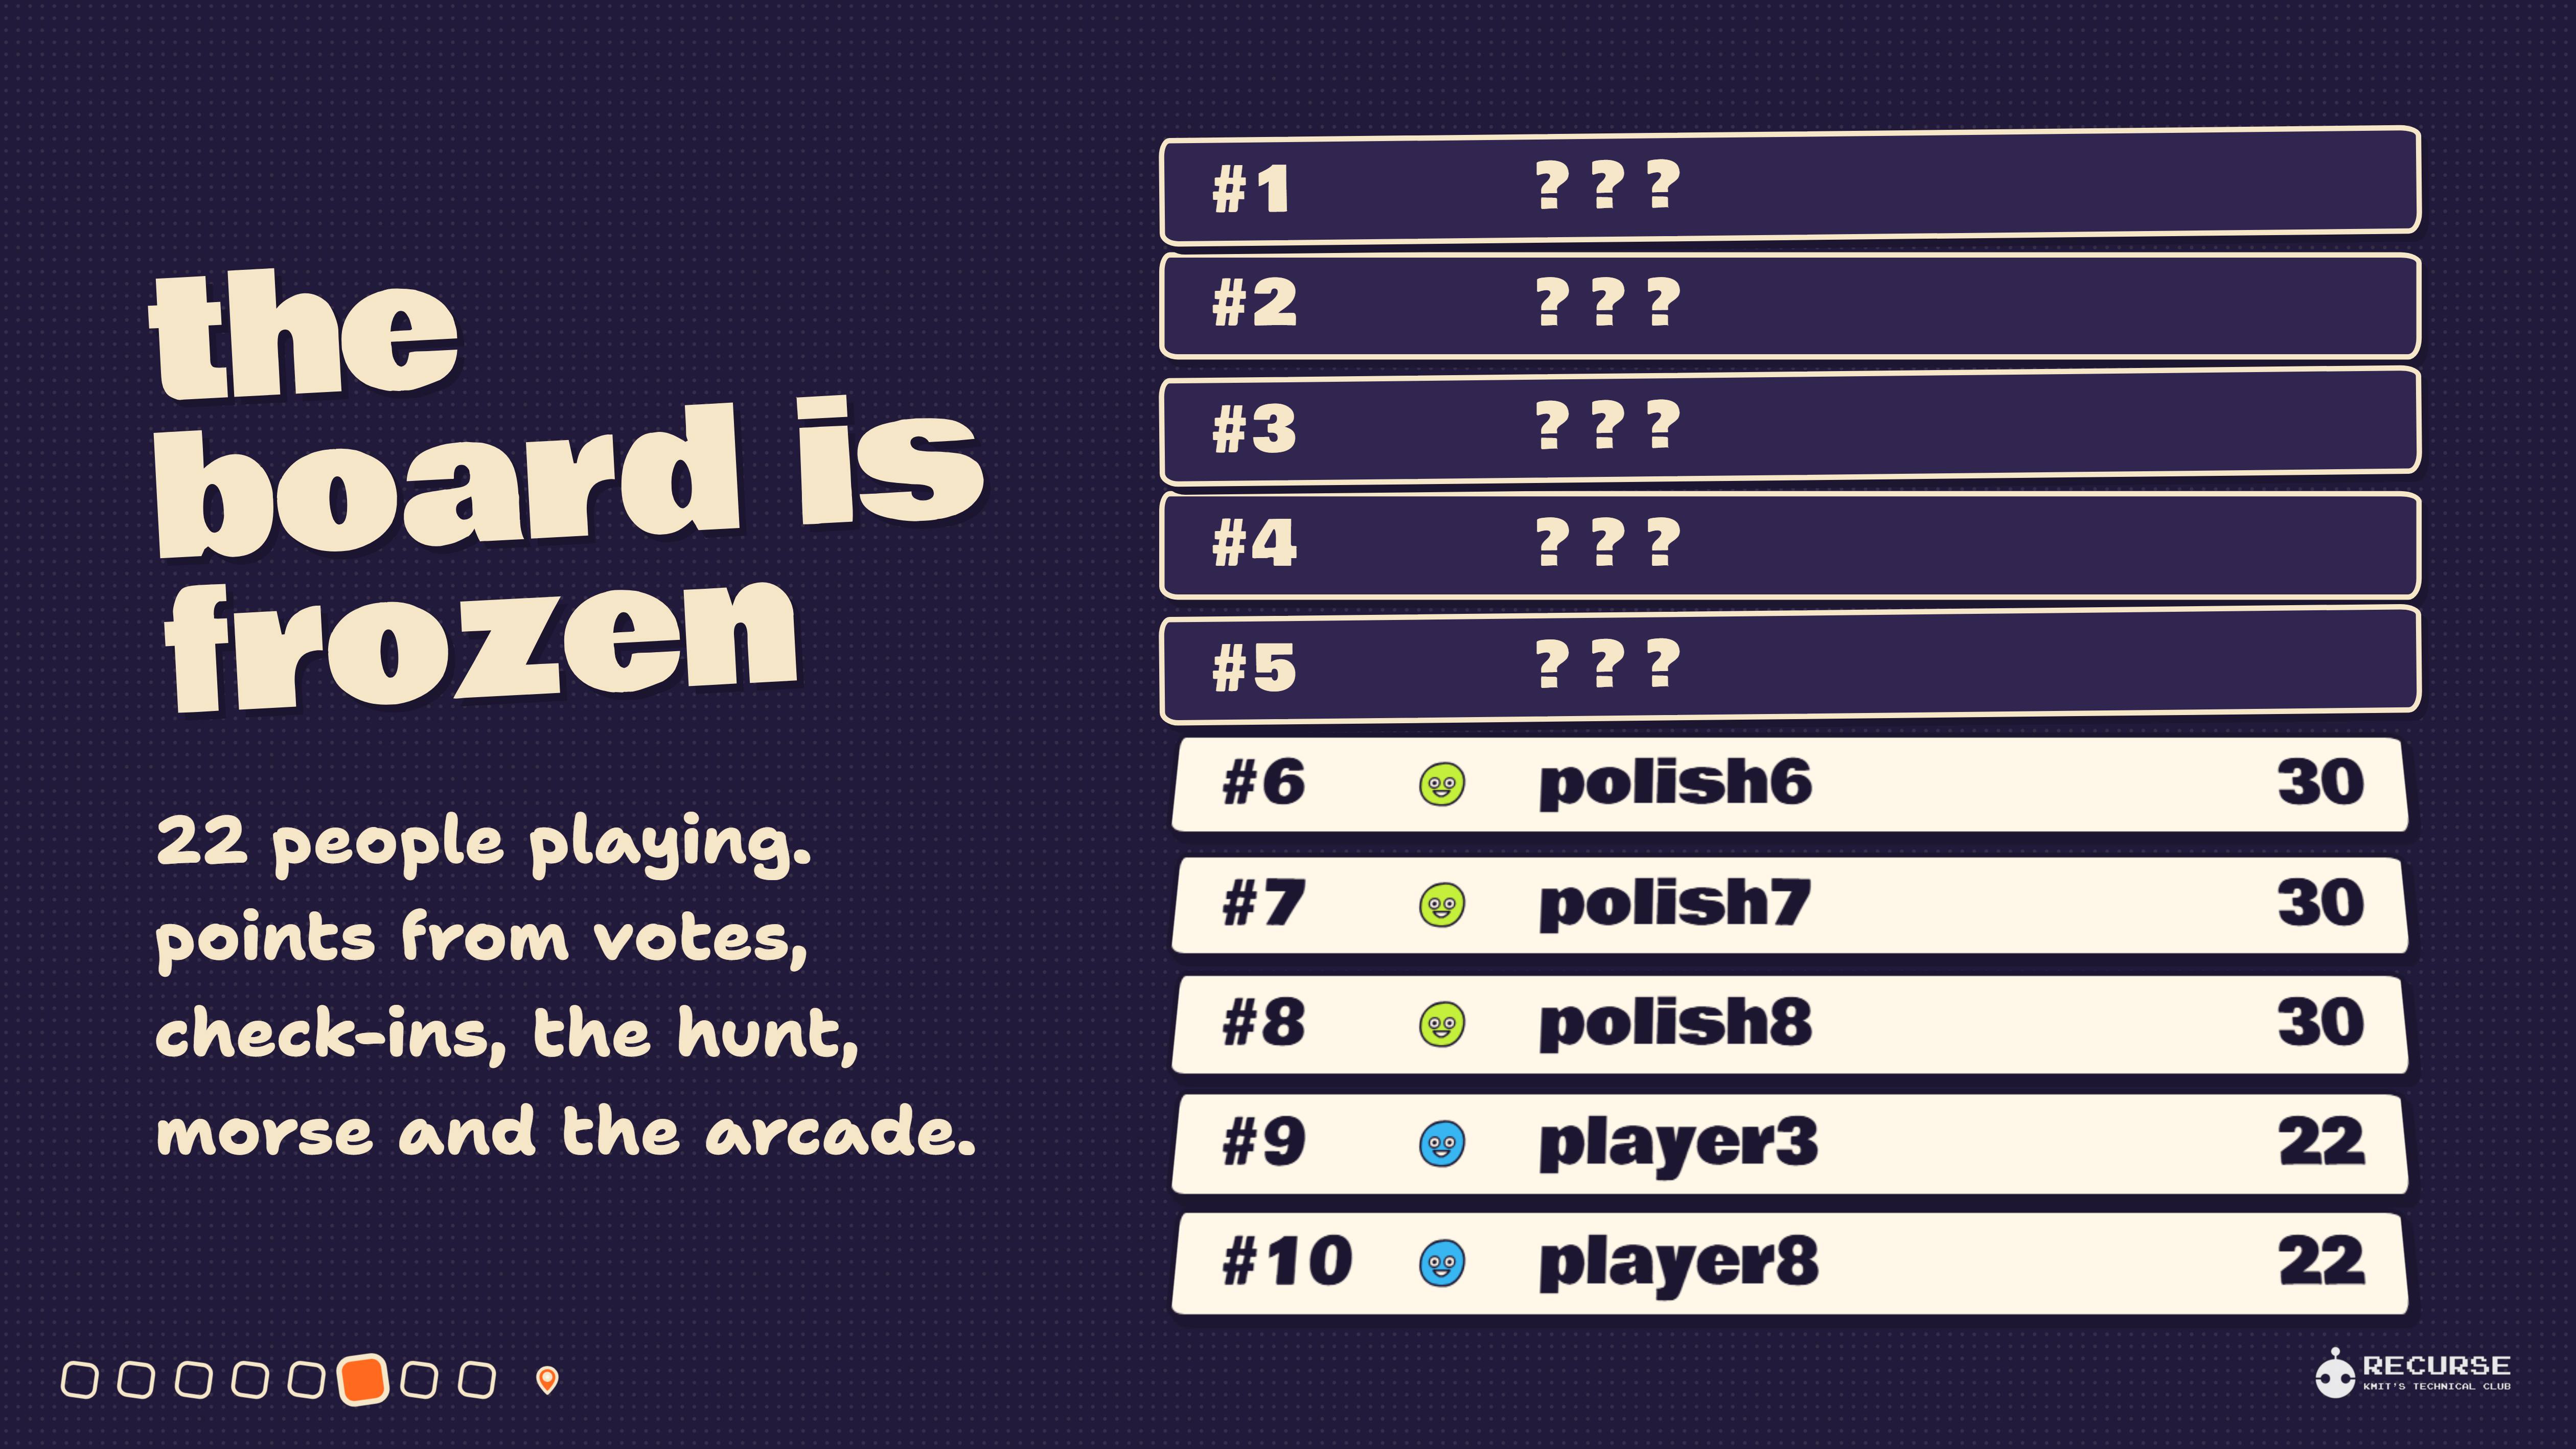 the
board is
frozen
22 people playing.
points from votes,
check-ins, the hunt,
morse and the arcade.
#1 ? ? ?
#2 ? ? ?
#3 ? ? ?
#4 ? ? ?
#5 ? ? ?
#6 polish6 30
#7 polish7 30
#8 polish8 30
#9 player3 22
#10 player8 22
RECURSE
KMIT'S TECHNICAL CLUB